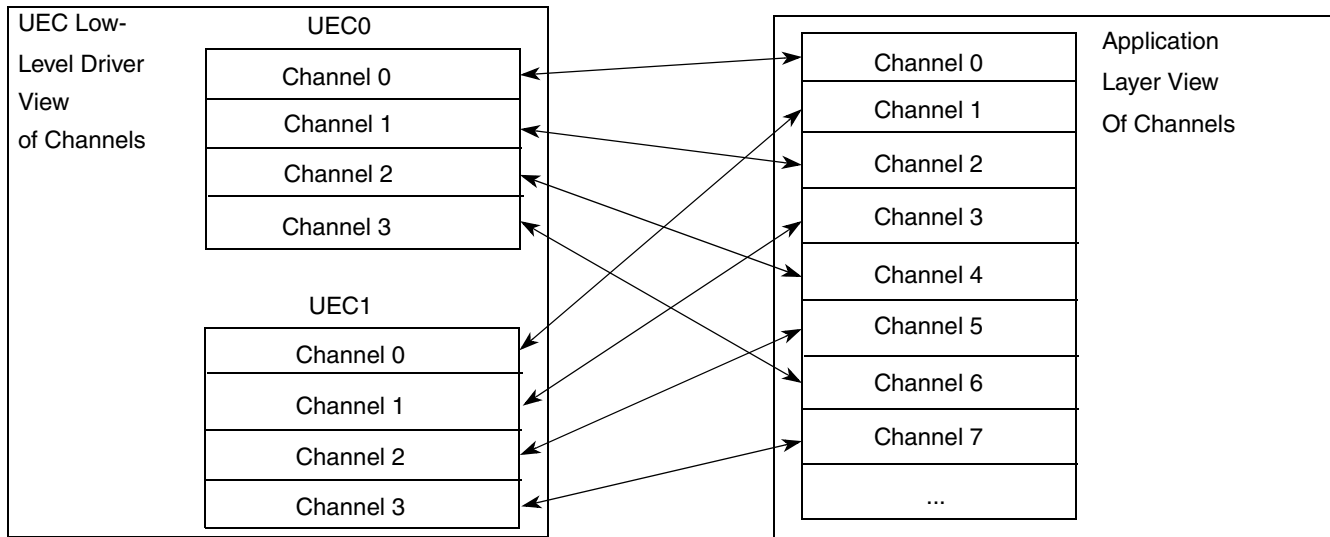 UEC Low-
Level Driver
View
of Channels
UEC0
Channel 0
Channel 1
Channel 2
Channel 3
UEC1
Channel 0
Channel 1
Channel 2
Channel 3
Channel 0
Channel 1
Channel 2
Channel 3
Channel 4
Channel 5
Channel 6
Channel 7
...
Application
Layer View
Of Channels